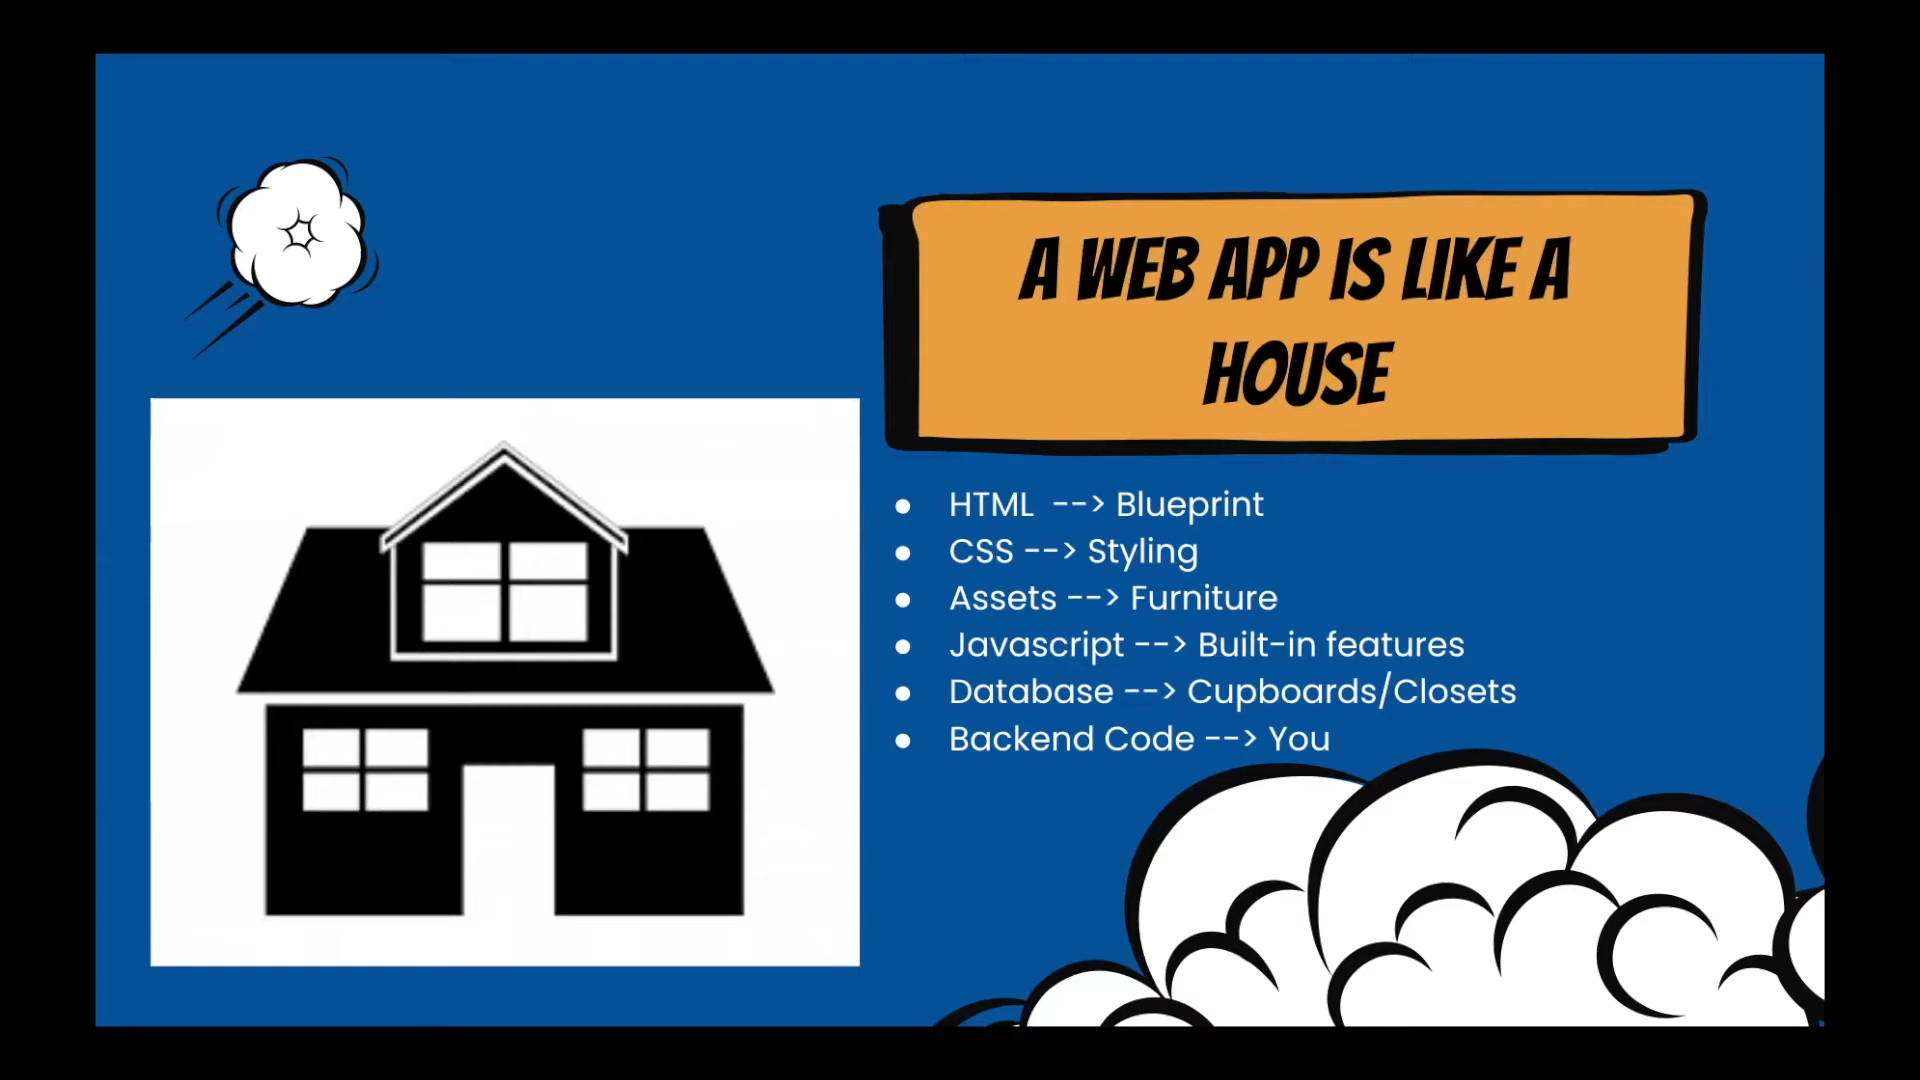 A WEB APP IS LIKE A
HOUSE
● HTML --> Blueprint
● CSS --> Styling
● Assets --> Furniture
● Javascript --> Built-in features
● Database --> Cupboards/Closets
● Backend Code --> You